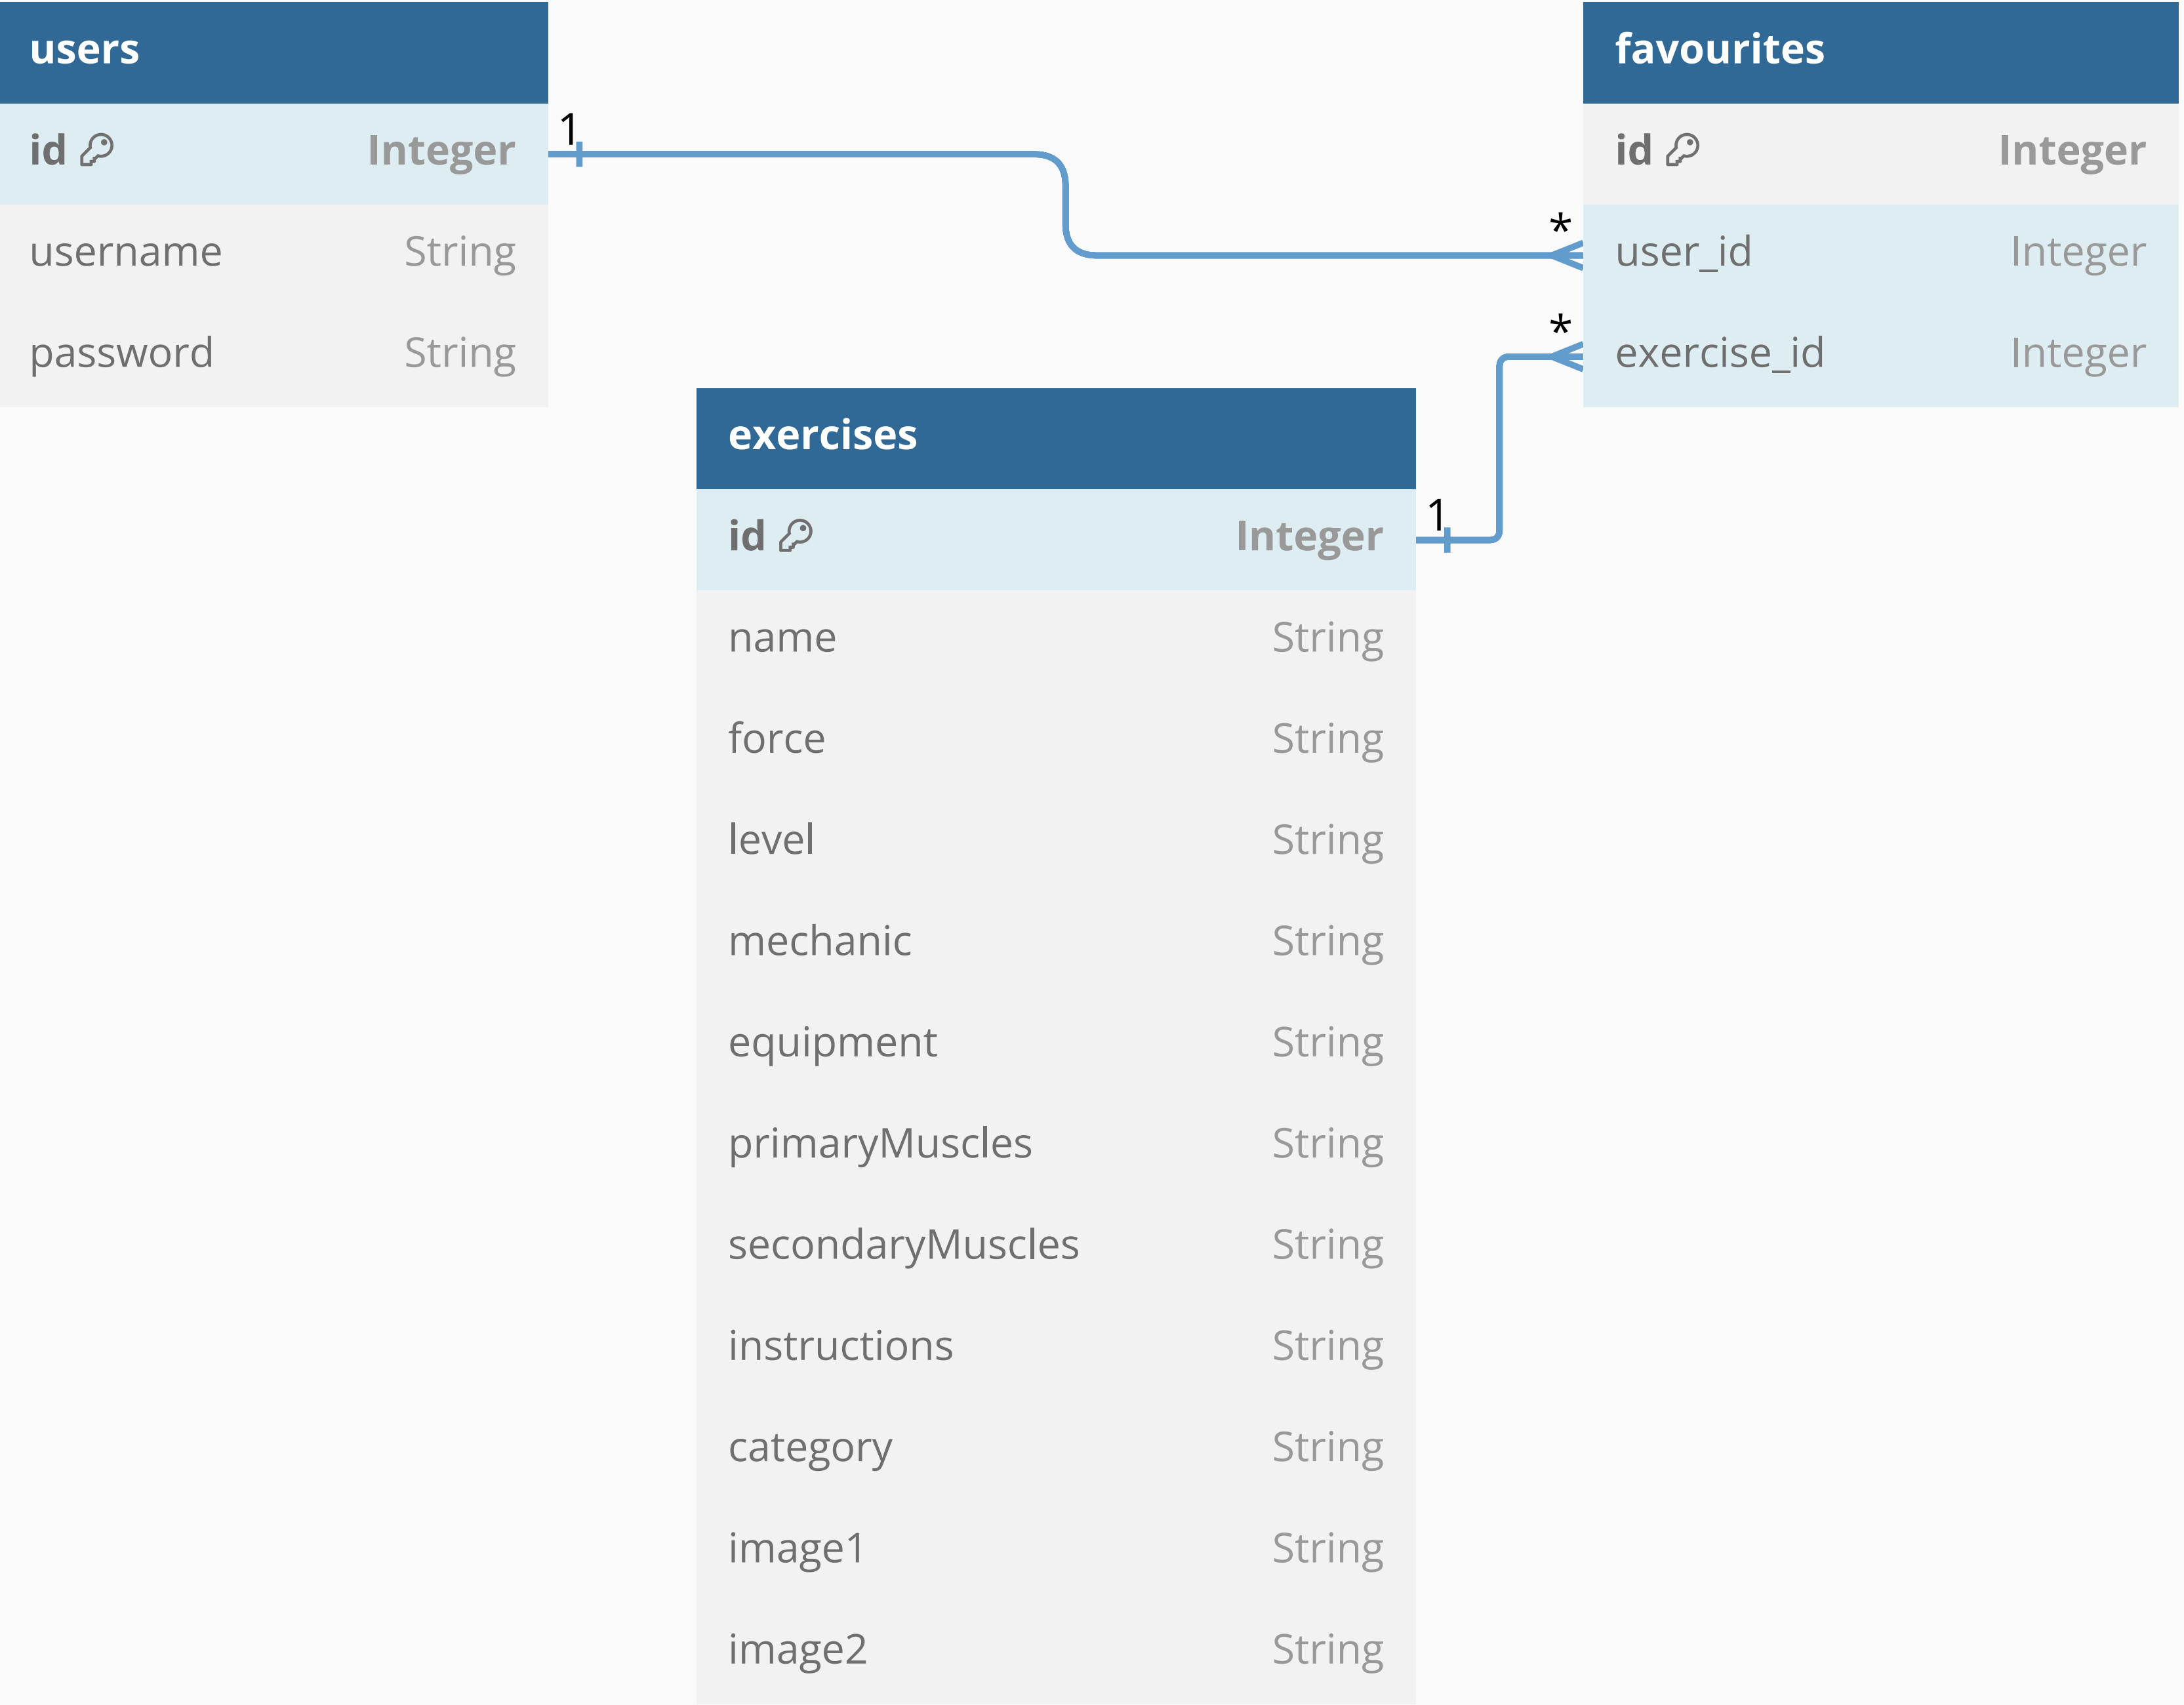 users
id Integer
username String
password String
1
*
*
favourites
id Integer
user_id Integer
exercise_id Integer
exercises
1
id Integer
name String
force String
level String
mechanic String
equipment String
primaryMuscles String
secondaryMuscles String
instructions String
category String
image1 String
image2 String